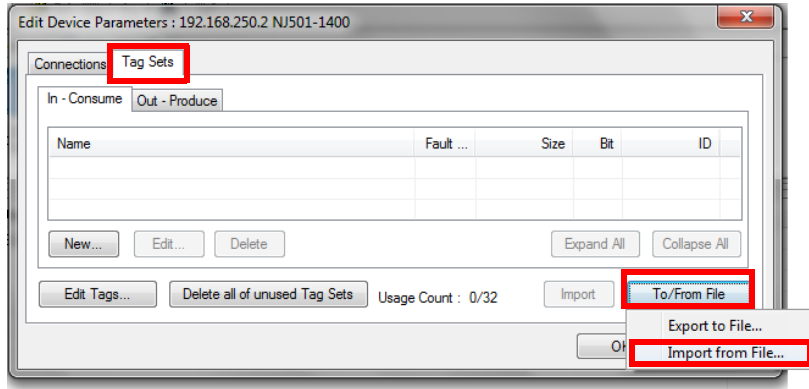 Edit Device Parameters : 192.168.250.2 NJ501-1400
Connections Tag Sets
In - Consume Out - Produce
Name Fault ... Size Bit ID
New... Edit... Delete Expand All Collapse All
Edit Tags... Delete all of unused Tag Sets Usage Count : 0/32 Import To/From File
Export to File...
Import from File...